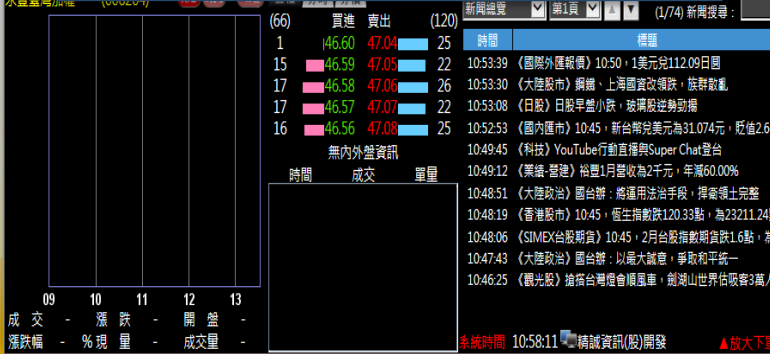 永豐臺灣加權 (006204)
(66) 買進 賣出 (120)
1 46.60 47.04 25
15 46.59 47.05 22
17 46.58 47.06 26
17 46.57 47.07 22
16 46.56 47.08 25
無內外盤資訊
時間 成交 單量
09 10 11 12 13
成 交 - 漲 跌 - 開 盤 -
漲跌幅 - % 現 量 - 成交量 -
新聞總覽 第1頁 (1/74) 新聞搜尋:
時間 標題
10:53:39 《國際外匯報價》10:50,1美元兌112.09日圓
10:53:30 《大陸股市》鋼鐵、上海國資改領跌,族群散亂
10:53:08 《日股》日股早盤小跌,玻璃股逆勢勁揚
10:52:53 《國內匯市》10:45,新台幣兌美元為31.074元,貶值2.6
10:49:45 《科技》YouTube行動直播與Super Chat登台
10:49:12 《業績-營建》裕豐1月營收為2千元,年減60.00%
10:48:51 《大陸政治》國台辦:將運用法治手段,捍衛領土完整
10:48:19 《香港股市》10:45,恆生指數跌120.33點,為23211.24
10:48:06 《SIMEX台股期貨》10:45,2月台股指數期貨跌1.6點,為
10:47:43 《大陸政治》國台辦:以最大誠意,爭取和平統一
10:46:25 《觀光股》搶搭台灣燈會順風車,劍湖山世界估吸客3萬人
系統時間 10:58:11 精誠資訊(股)開發 ▲放大下